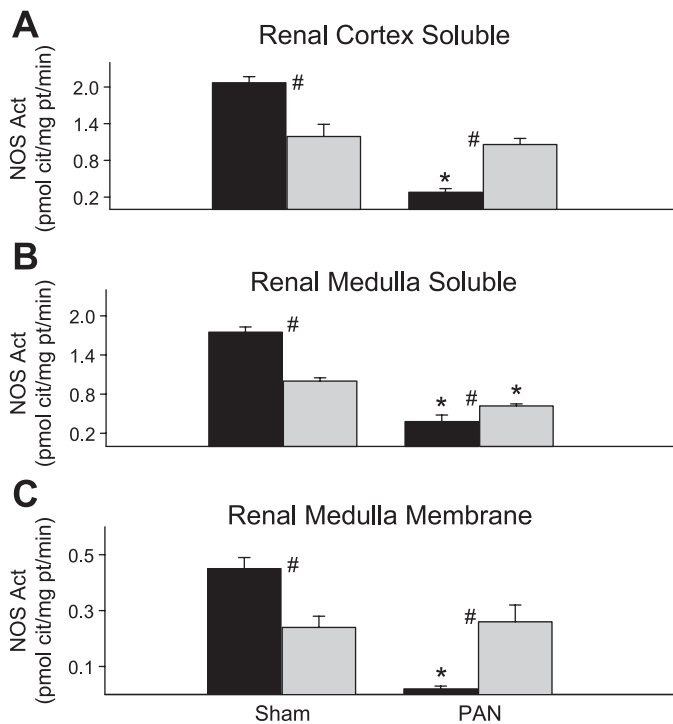 A
Renal Cortex Soluble
NOS Act
(pmol cit/mg pt/min)
2.0
1.4
0.8
0.2
#
#
*
B
Renal Medulla Soluble
NOS Act
(pmol cit/mg pt/min)
2.0
1.4
0.8
0.2
#
*
#
*
C
Renal Medulla Membrane
NOS Act
(pmol cit/mg pt/min)
0.5
0.3
0.1
#
#
*
Sham
PAN